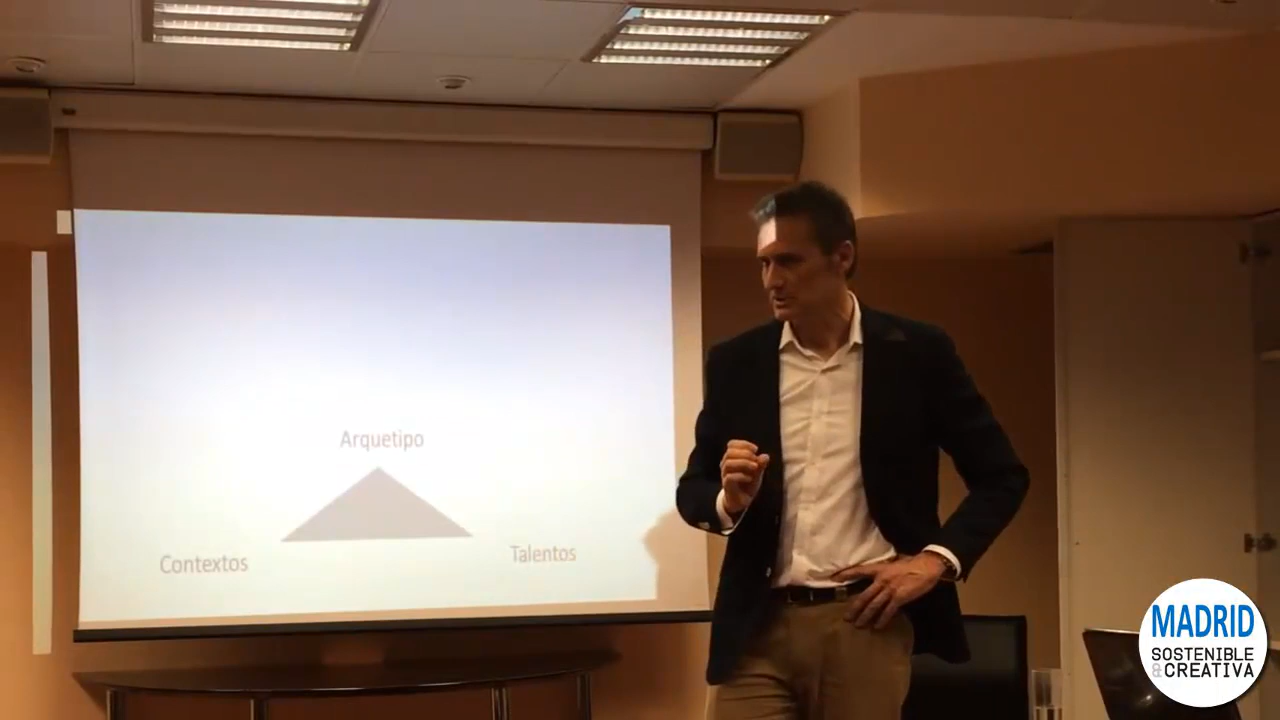 Arquetipo
Contextos
Talentos
MADRID
SOSTENIBLE
&CREATIVA